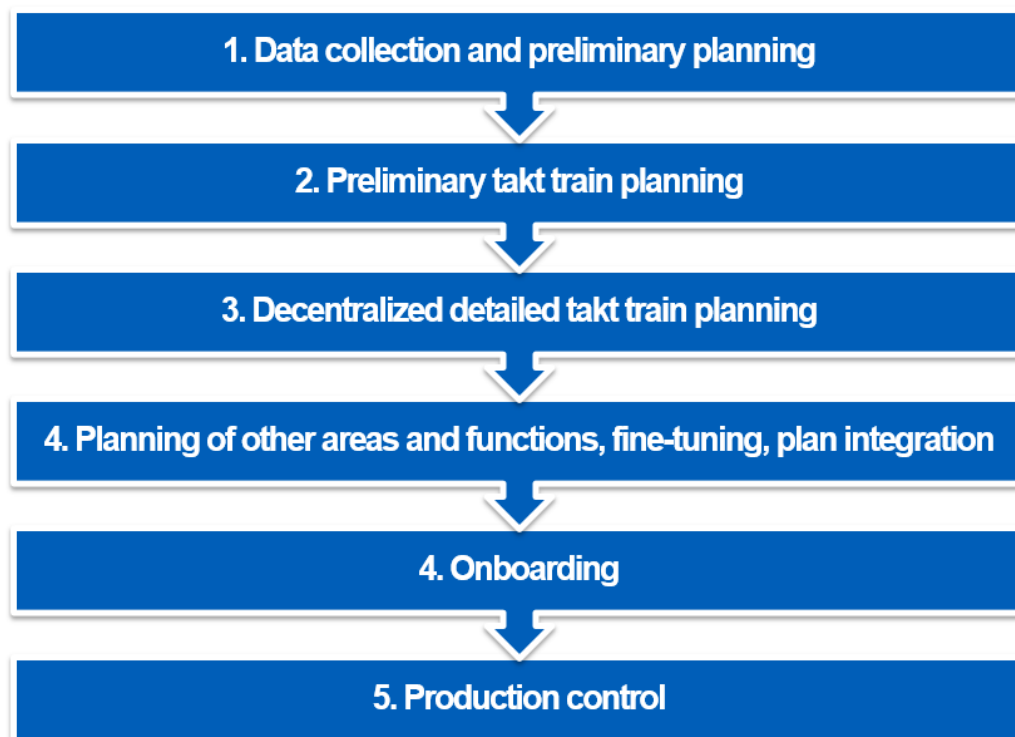 1. Data collection and preliminary planning
2. Preliminary takt train planning
3. Decentralized detailed takt train planning
4. Planning of other areas and functions, fine-tuning, plan integration
4. Onboarding
5. Production control